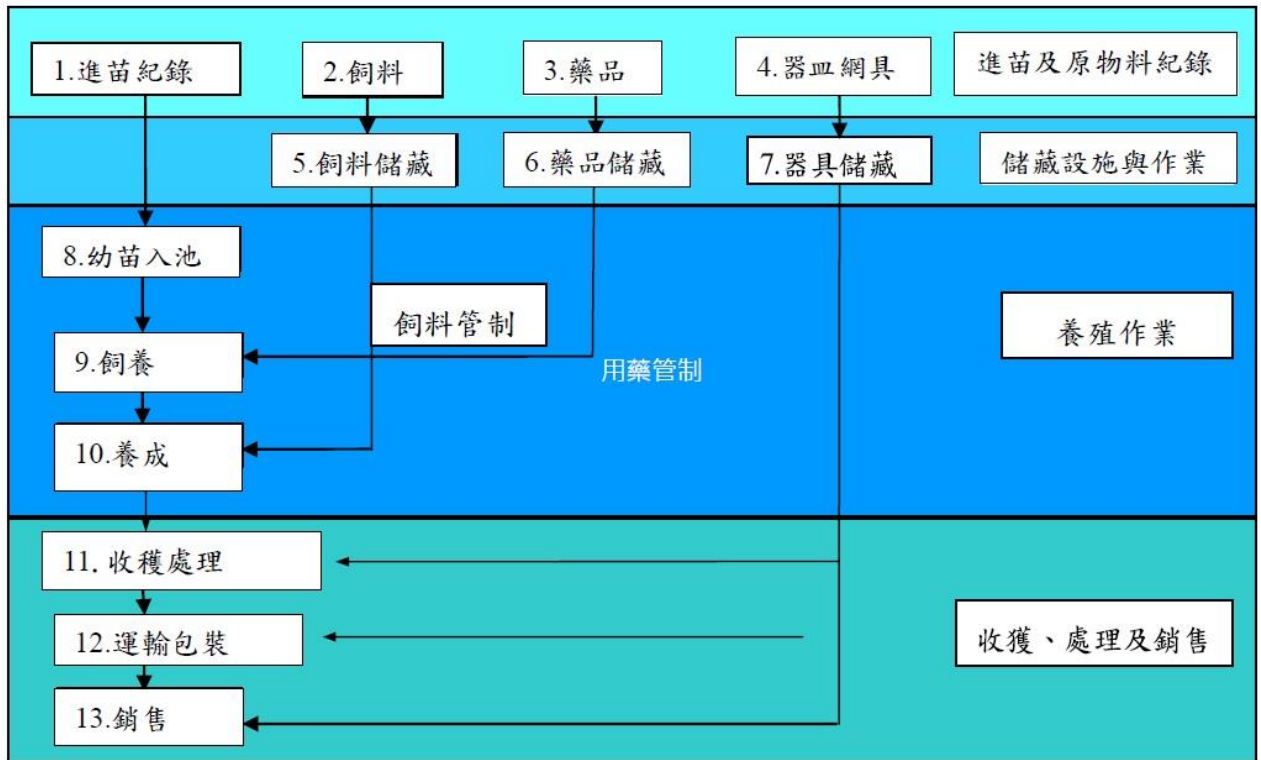 1.進苗紀錄
2.飼料
3.藥品
4.器皿網具
進苗及原物料紀錄
5.飼料儲藏
6.藥品儲藏
7.器具儲藏
儲藏設施與作業
8.幼苗入池
飼料管制
養殖作業
9.飼養
用藥管制
10.養成
11.收穫處理
12.運輸包裝
收獲、處理及銷售
13.銷售